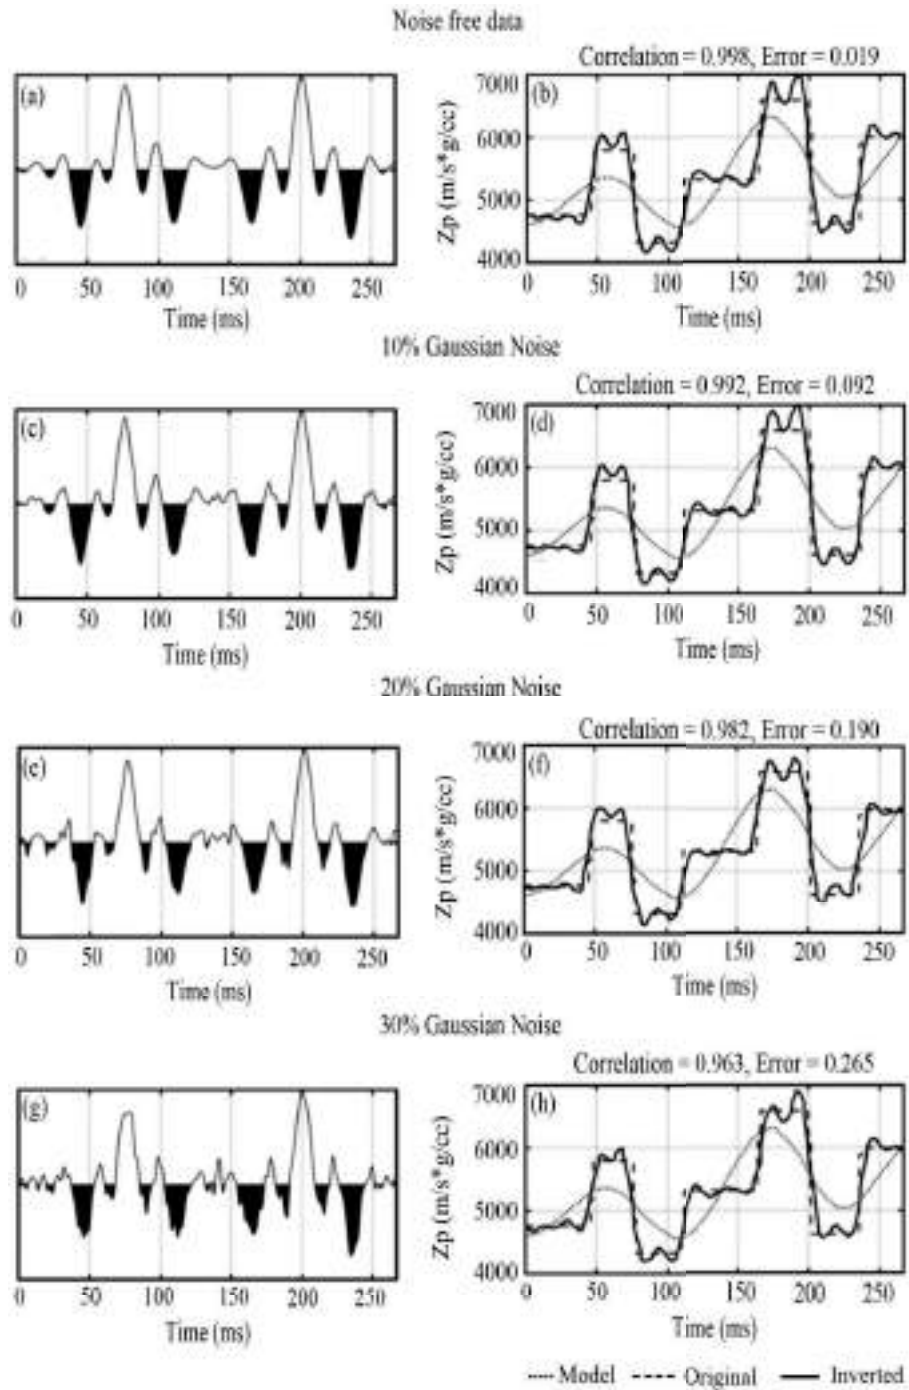 Noise free data
Correlation = 0.998, Error = 0.019
(a)
0 50 100 150 200 250
Time (ms)
(b)
7000
6000
5000
4000
Zp (m/s*g/cc)
0 50 100 150 200 250
Time (ms)
10% Gaussian Noise
Correlation = 0.992, Error = 0.092
(c)
0 50 100 150 200 250
Time (ms)
(d)
7000
6000
5000
4000
Zp (m/s*g/cc)
0 50 100 150 200 250
Time (ms)
20% Gaussian Noise
Correlation = 0.982, Error = 0.190
(e)
0 50 100 150 200 250
Time (ms)
(f)
7000
6000
5000
4000
Zp (m/s*g/cc)
0 50 100 150 200 250
Time (ms)
30% Gaussian Noise
Correlation = 0.963, Error = 0.265
(g)
0 50 100 150 200 250
Time (ms)
(h)
7000
6000
5000
4000
Zp (m/s*g/cc)
0 50 100 150 200 250
Time (ms)
Model Original Inverted